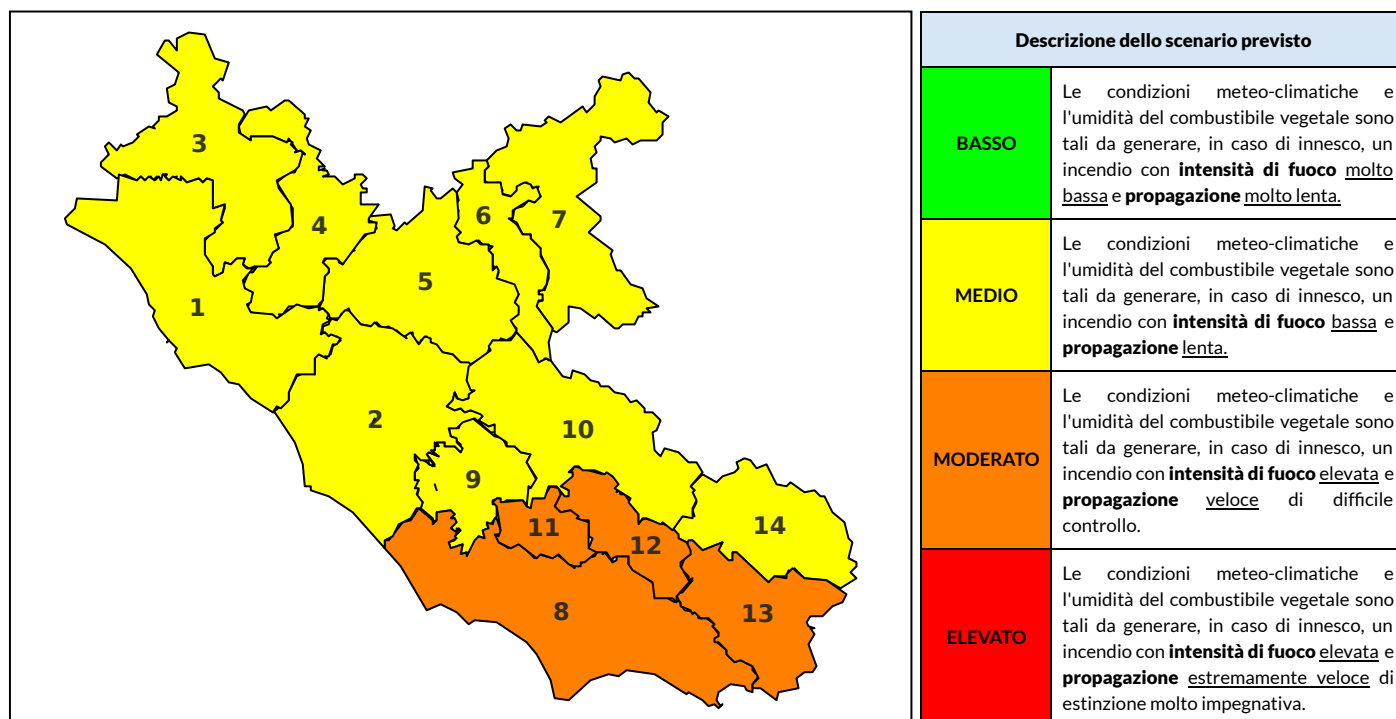 3
4
6
7
5
1
2
10
9
14
11
12
8
13
Descrizione dello scenario previsto
BASSO
Le condizioni meteo-climatiche e
l'umidità del combustibile vegetale sono
tali da generare, in caso di innesco, un
incendio con intensità di fuoco molto
bassa e propagazione molto lenta.
MEDIO
Le condizioni meteo-climatiche e
l'umidità del combustibile vegetale sono
tali da generare, in caso di innesco, un
incendio con intensità di fuoco bassa e
propagazione lenta.
MODERATO
Le condizioni meteo-climatiche e
l'umidità del combustibile vegetale sono
tali da generare, in caso di innesco, un
incendio con intensità di fuoco elevata e
propagazione veloce di difficile
controllo.
ELEVATO
Le condizioni meteo-climatiche e
l'umidità del combustibile vegetale sono
tali da generare, in caso di innesco, un
incendio con intensità di fuoco elevata e
propagazione estremamente veloce di
estinzione molto impegnativa.